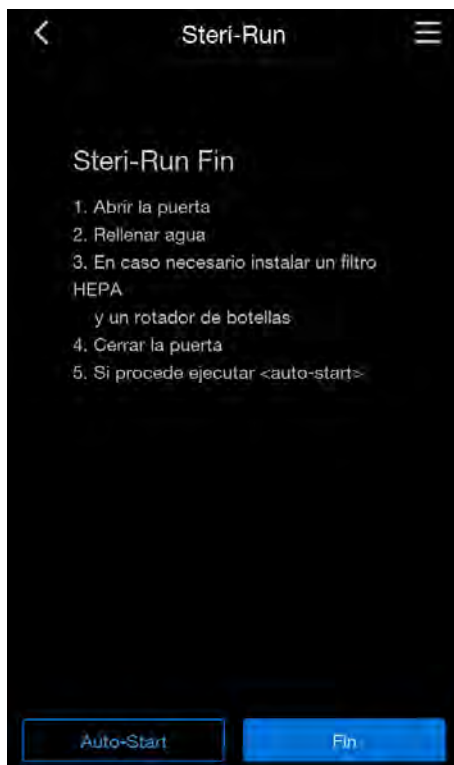 Steri-Run
Steri-Run Fin
1. Abrir la puerta
2. Rellenar agua
3. En caso necesario instalar un filtro
HEPA
y un rotador de botellas
4. Cerrar la puerta
5. Si procede ejecutar <auto-start>
Auto-Start
Fin